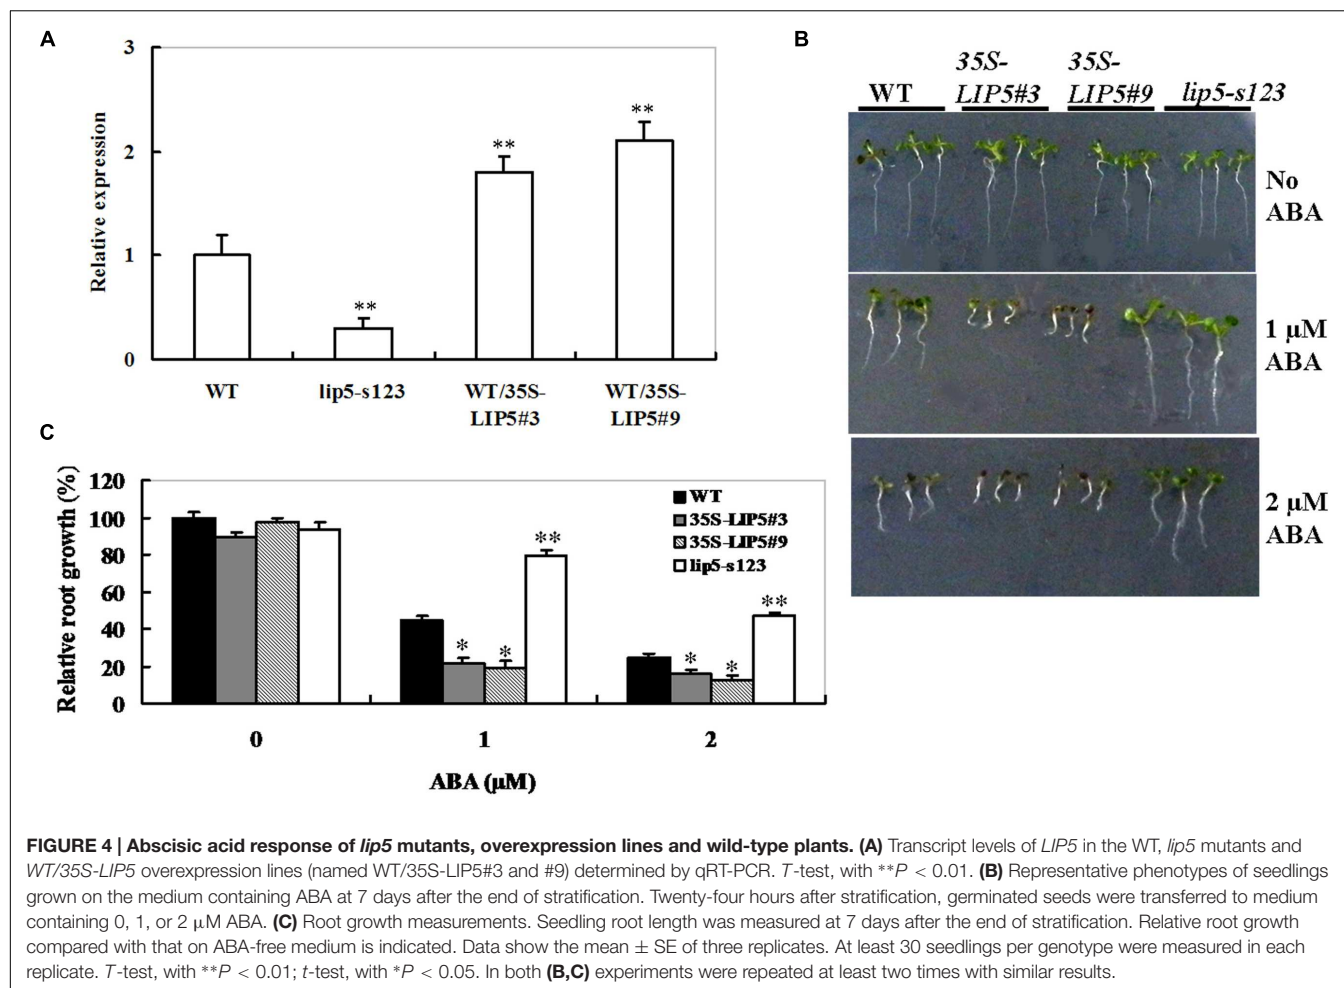 A
3
2
1
0
Relative expression
**
**
**
WT
lip5-s123
WT/35S-
LIP5#3
WT/35S-
LIP5#9
B
WT
35S-
LIP5#3
35S-
LIP5#9
lip5-s123
No
ABA
1 µM
ABA
2 µM
ABA
C
120
100
80
60
40
20
0
Relative root growth (%)
WT
35S-LIP5#3
35S-LIP5#9
lip5-s123
*
*
**
*
*
**
0
1
2
ABA (µM)
FIGURE 4 | Abscisic acid response of lip5 mutants, overexpression lines and wild-type plants. (A) Transcript levels of LIP5 in the WT, lip5 mutants and
WT/35S-LIP5 overexpression lines (named WT/35S-LIP5#3 and #9) determined by qRT-PCR. T-test, with **P < 0.01. (B) Representative phenotypes of seedlings
grown on the medium containing ABA at 7 days after the end of stratification. Twenty-four hours after stratification, germinated seeds were transferred to medium
containing 0, 1, or 2 µM ABA. (C) Root growth measurements. Seedling root length was measured at 7 days after the end of stratification. Relative root growth
compared with that on ABA-free medium is indicated. Data show the mean ± SE of three replicates. At least 30 seedlings per genotype were measured in each
replicate. T-test, with **P < 0.01; t-test, with *P < 0.05. In both (B,C) experiments were repeated at least two times with similar results.